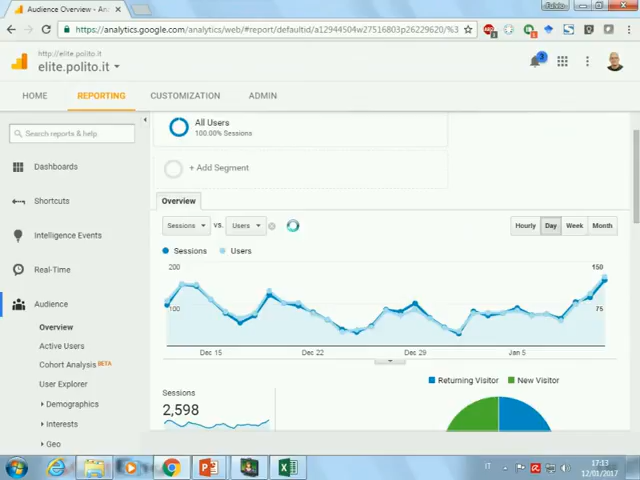 Audience Overview - An
Fulvio
https://analytics.google.com/analytics/web/#report/defaultid/a12944504w27516803p26229620/%3
http://elite.polito.it
elite.polito.it
HOME
REPORTING
CUSTOMIZATION
ADMIN
Search reports & help
Dashboards
Shortcuts
Intelligence Events
Real-Time
Audience
Overview
Active Users
Cohort Analysis BETA
User Explorer
Demographics
Interests
Geo
All Users
100.00% Sessions
+ Add Segment
Overview
Sessions VS. Users
Hourly Day Week Month
Sessions Users
200 150
100 75
Dec 15 Dec 22 Dec 29 Jan 5
Returning Visitor New Visitor
Sessions
2,598
IT
17:13
12/01/2017